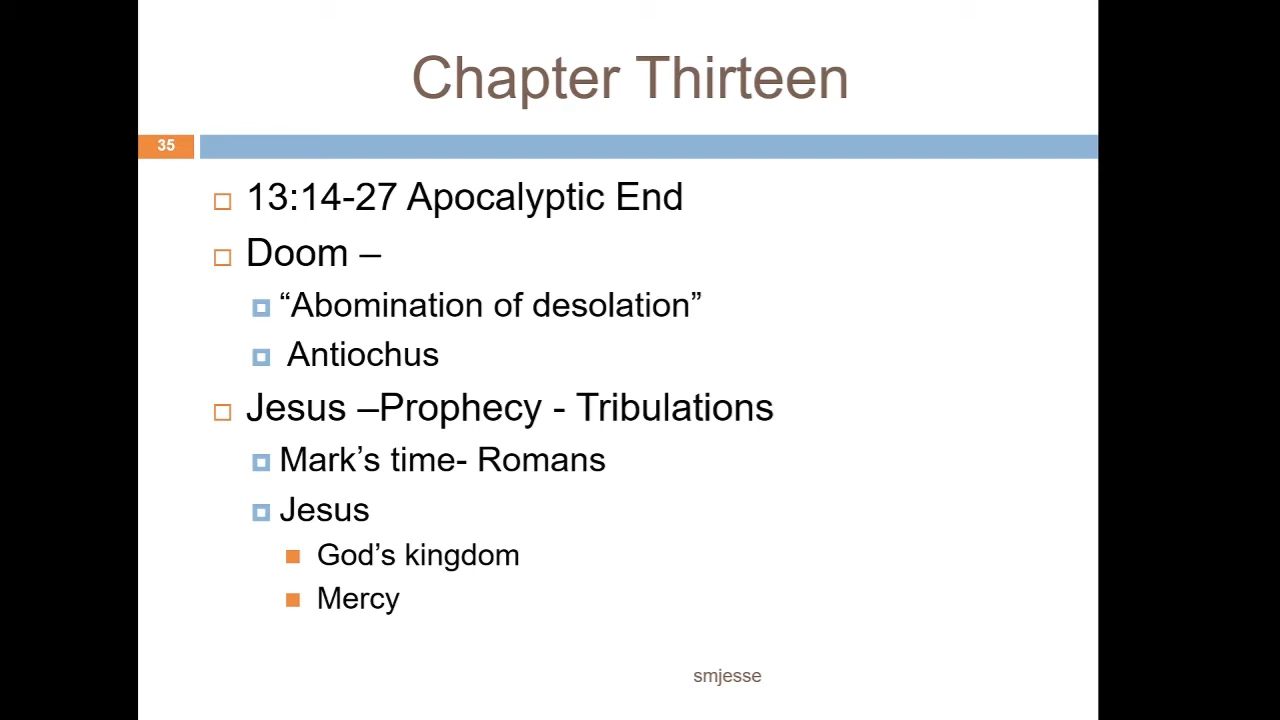 Chapter Thirteen
35
13:14-27 Apocalyptic End
Doom –
“Abomination of desolation”
Antiochus
Jesus –Prophecy - Tribulations
Mark’s time- Romans
Jesus
God’s kingdom
Mercy
smjesse